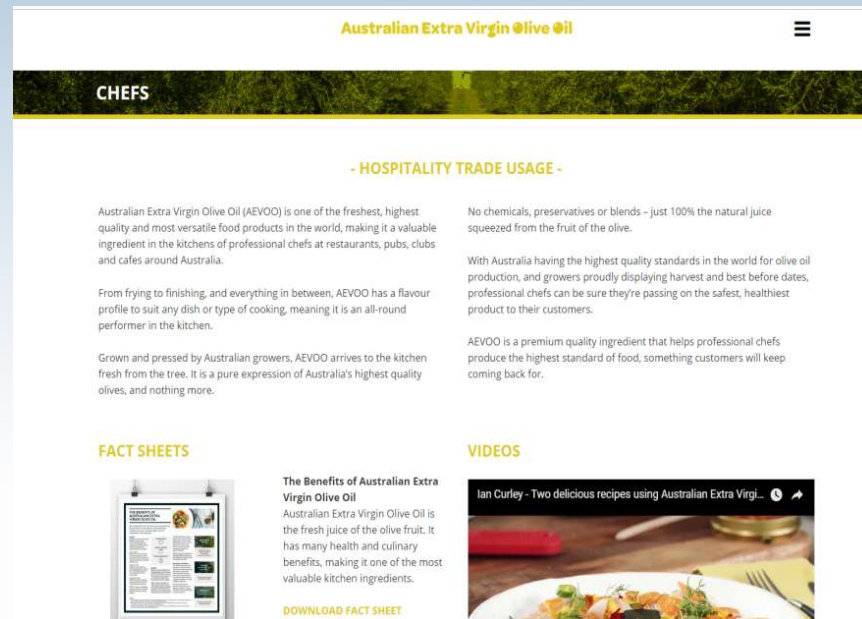 Australian Extra Virgin Olive Oil
CHEFS
- HOSPITALITY TRADE USAGE -
Australian Extra Virgin Olive Oil (AEVOO) is one of the freshest, highest
quality and most versatile food products in the world, making it a valuable
ingredient in the kitchens of professional chefs at restaurants, pubs, clubs
and cafes around Australia.
From frying to finishing, and everything in between, AEVOO has a flavour
profile to suit any dish or type of cooking, meaning it is an all-round
performer in the kitchen.
Grown and pressed by Australian growers, AEVOO arrives to the kitchen
fresh from the tree. It is a pure expression of Australia's highest quality
olives, and nothing more.
No chemicals, preservatives or blends – just 100% the natural juice
squeezed from the fruit of the olive.
With Australia having the highest quality standards in the world for olive oil
production, and growers proudly displaying harvest and best before dates,
professional chefs can be sure they're passing on the safest, healthiest
product to their customers.
AEVOO is a premium quality ingredient that helps professional chefs
produce the highest standard of food, something customers will keep
coming back for.
FACT SHEETS
THE BENEFITS OF
AUSTRALIAN EXTRA
VIRGIN OLIVE OIL
The Benefits of Australian Extra
Virgin Olive Oil
Australian Extra Virgin Olive Oil is
the fresh juice of the olive fruit. It
has many health and culinary
benefits, making it one of the most
valuable kitchen ingredients.
DOWNLOAD FACT SHEET
VIDEOS
Ian Curley - Two delicious recipes using Australian Extra Virgi...